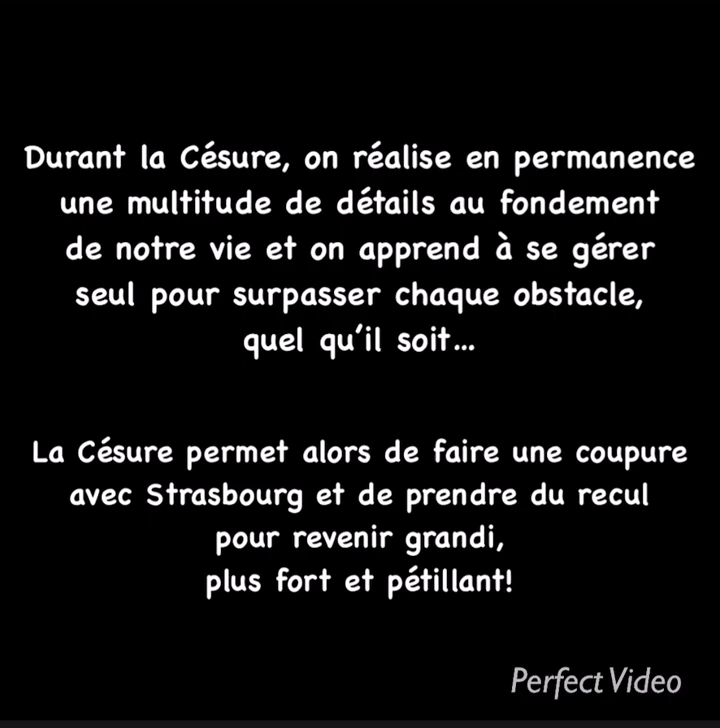 Durant la Césure, on réalise en permanence
une multitude de détails au fondement
de notre vie et on apprend à se gérer
seul pour surpasser chaque obstacle,
quel qu'il soit...
La Césure permet alors de faire une coupure
avec Strasbourg et de prendre du recul
pour revenir grandi,
plus fort et pétillant!
Perfect Video